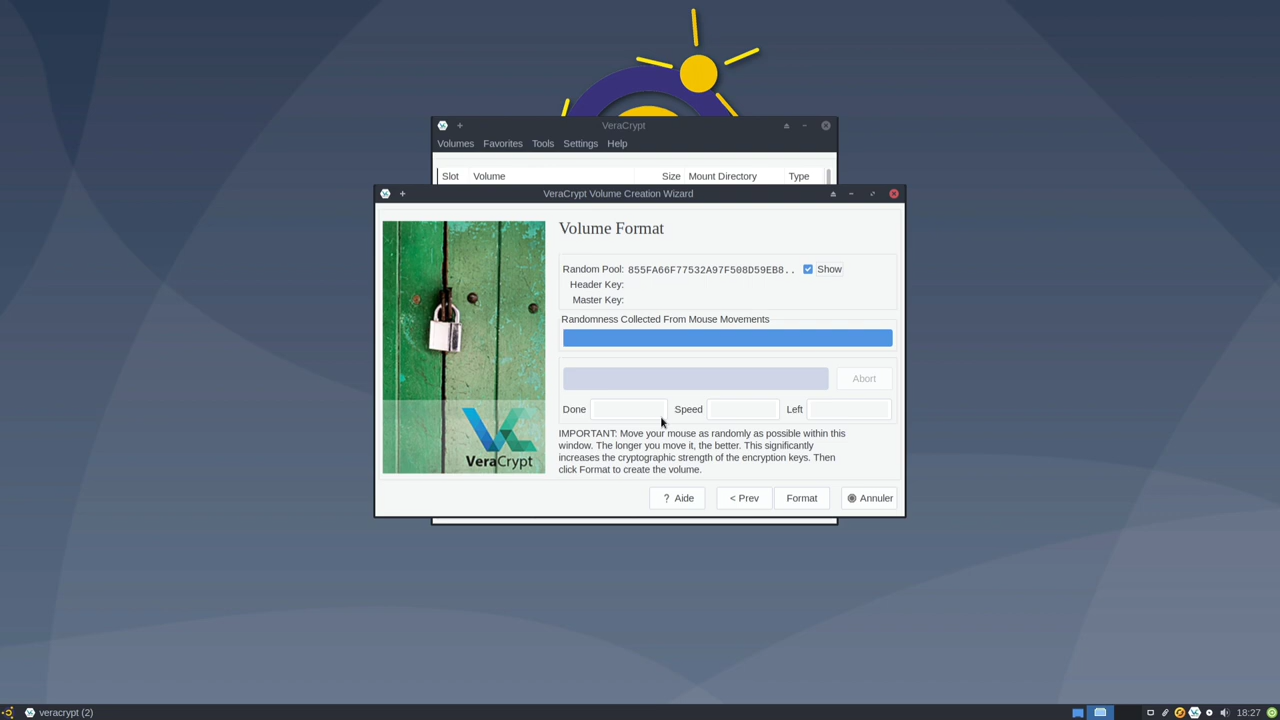 VeraCrypt
Volumes Favorites Tools Settings Help
Slot Volume Size Mount Directory Type
VeraCrypt Volume Creation Wizard
Volume Format
Random Pool: 855FA66F77532A97F508D59EB8.. Show
Header Key:
Master Key:
Randomness Collected From Mouse Movements
Abort
Done Speed Left
IMPORTANT: Move your mouse as randomly as possible within this
window. The longer you move it, the better. This significantly
increases the cryptographic strength of the encryption keys. Then
click Format to create the volume.
VeraCrypt
? Aide < Prev Format Annuler
veracrypt (2) 18:27